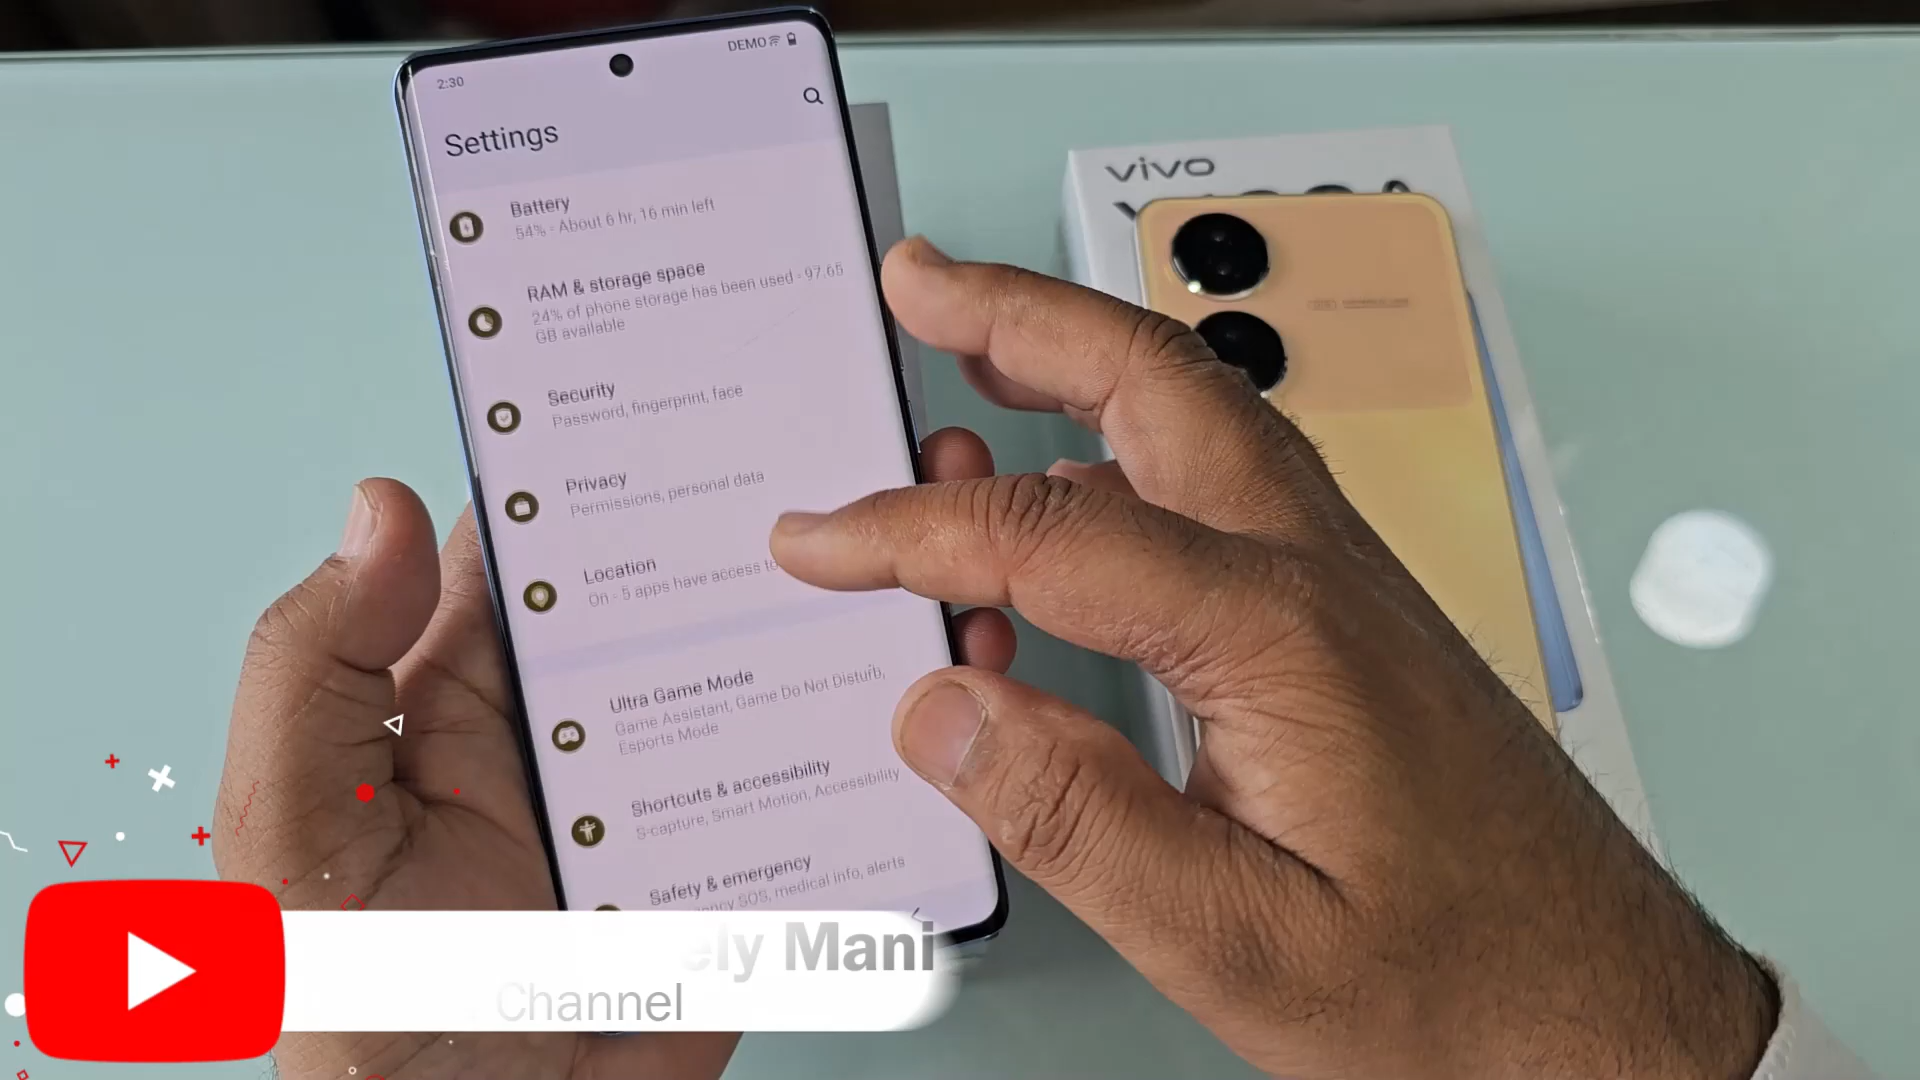 2:30
DEMO
Settings
Battery
54% - About 6 hr, 16 min left
RAM & storage space
24% of phone storage has been used - 97.65
GB available
Security
Password, fingerprint, face
Privacy
Permissions, personal data
Location
On - 5 apps have access to
Ultra Game Mode
Game Assistant, Game Do Not Disturb,
Esports Mode
Shortcuts & accessibility
S-capture, Smart Motion, Accessibility
Safety & emergency
SOS, medical info, alerts
vivo
ely Mani
Channel